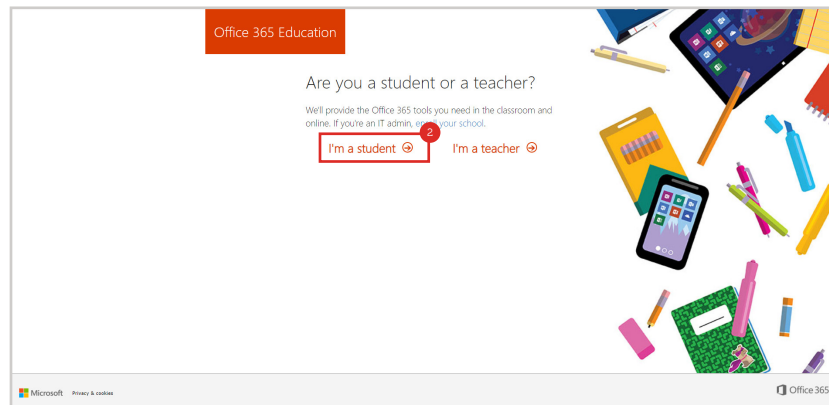 Office 365 Education
Are you a student or a teacher?
We'll provide the Office 365 tools you need in the classroom and
online. If you're an IT admin, enroll your school.
2
I'm a student
I'm a teacher
Microsoft Privacy & cookies
Office 365